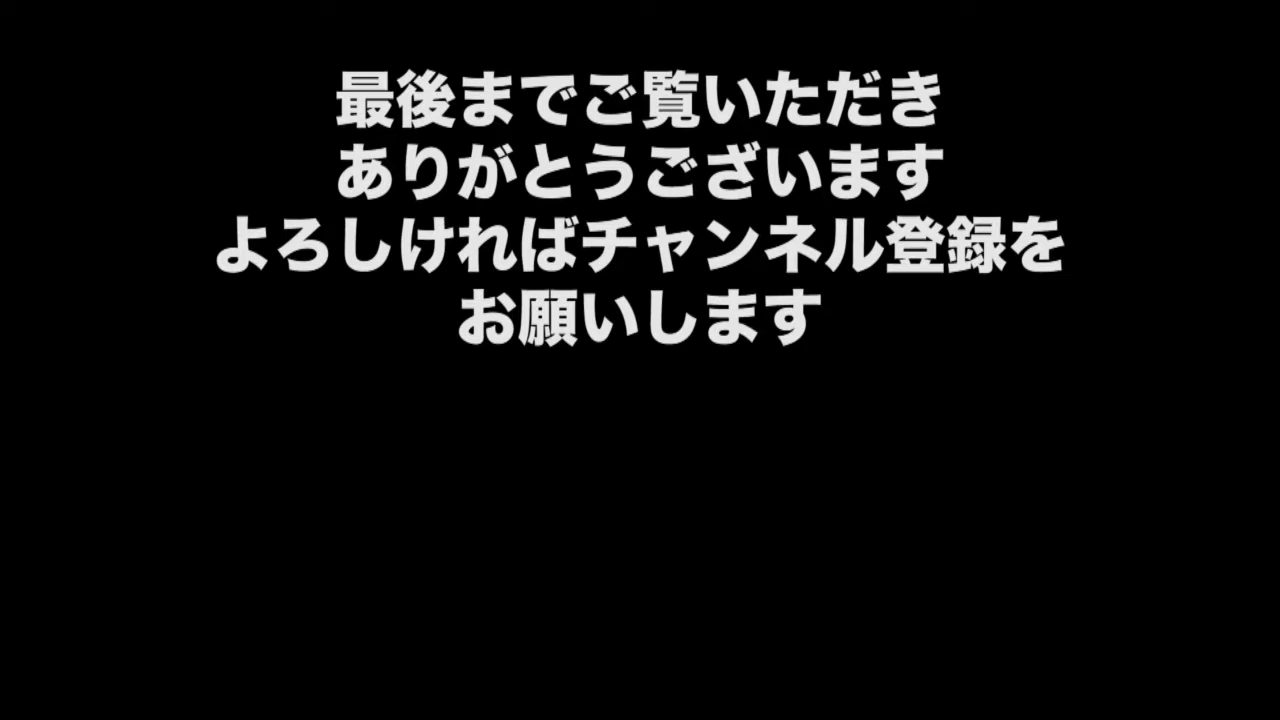 最後までご覧いただき
ありがとうございます
よろしければチャンネル登録を
お願いします